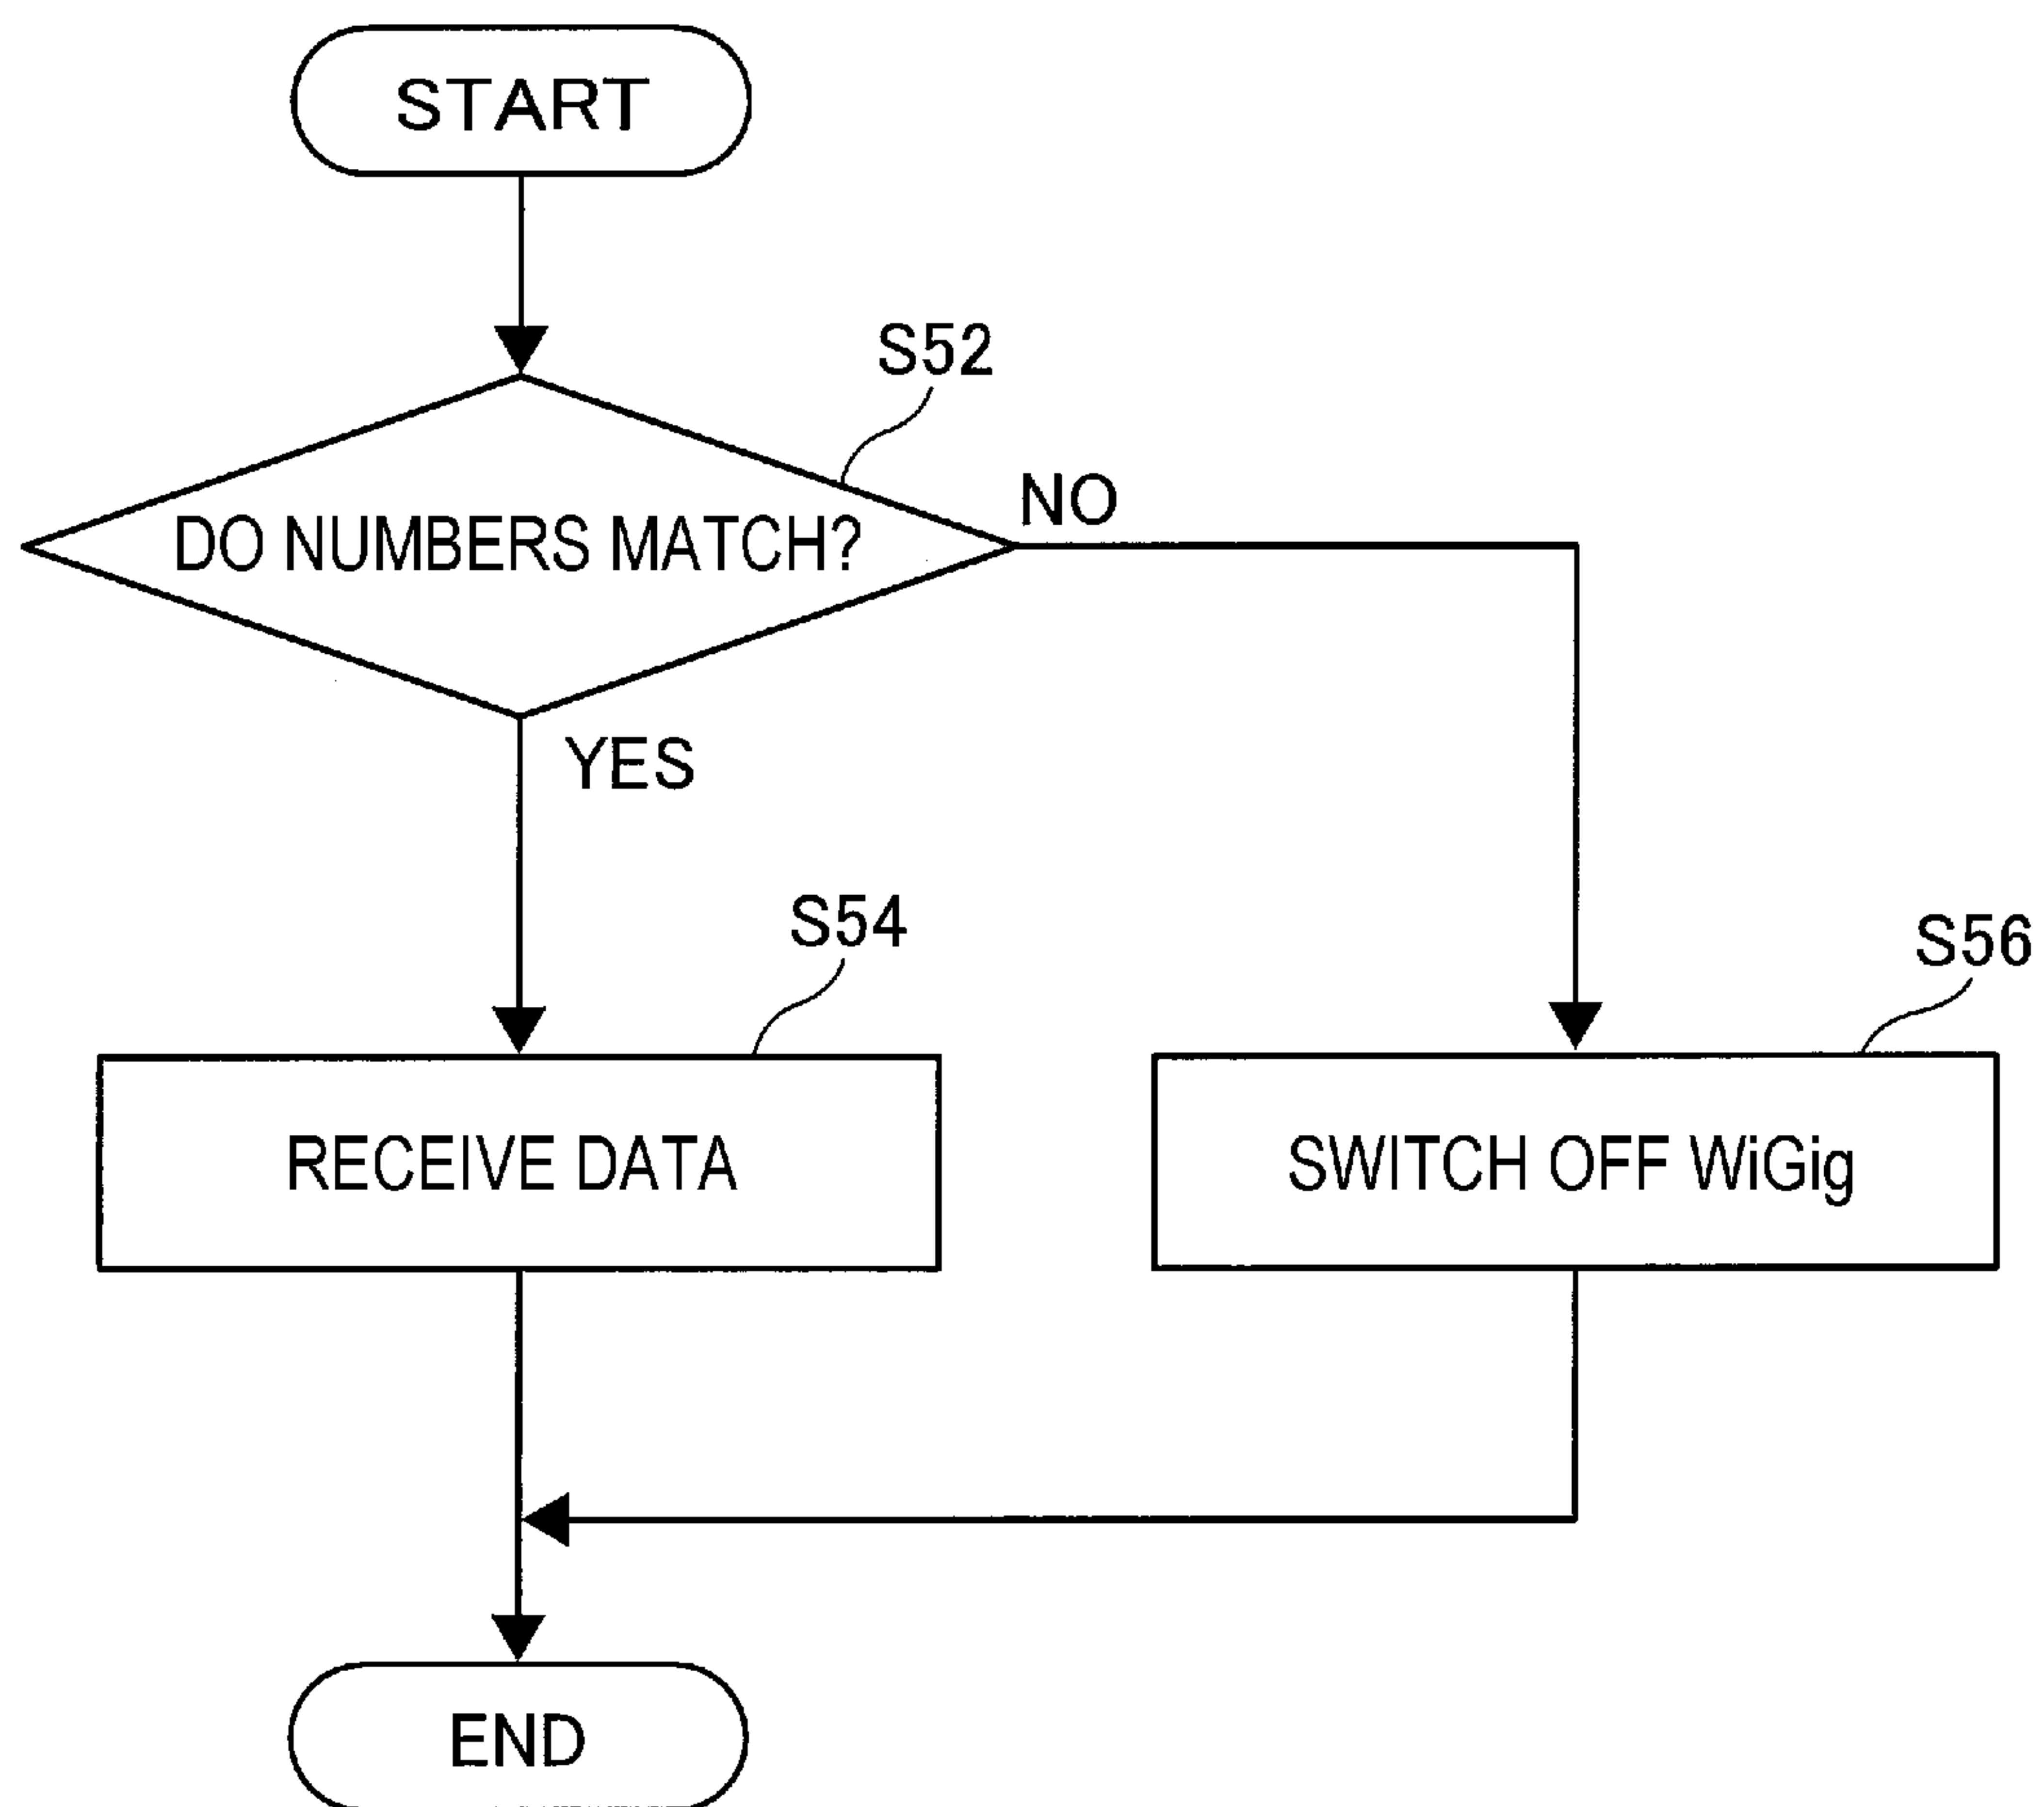 START
S52
DO NUMBERS MATCH?
NO
YES
S54
S56
RECEIVE DATA
SWITCH OFF WiGig
END